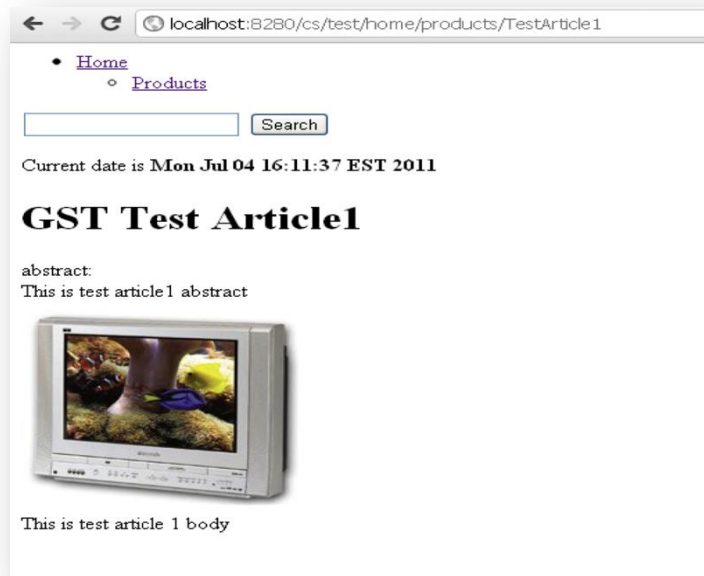 localhost:8280/cs/test/home/products/TestArticle1
Home
Products
Search
Current date is Mon Jul 04 16:11:37 EST 2011
GST Test Article1
abstract:
This is test article1 abstract
This is test article 1 body